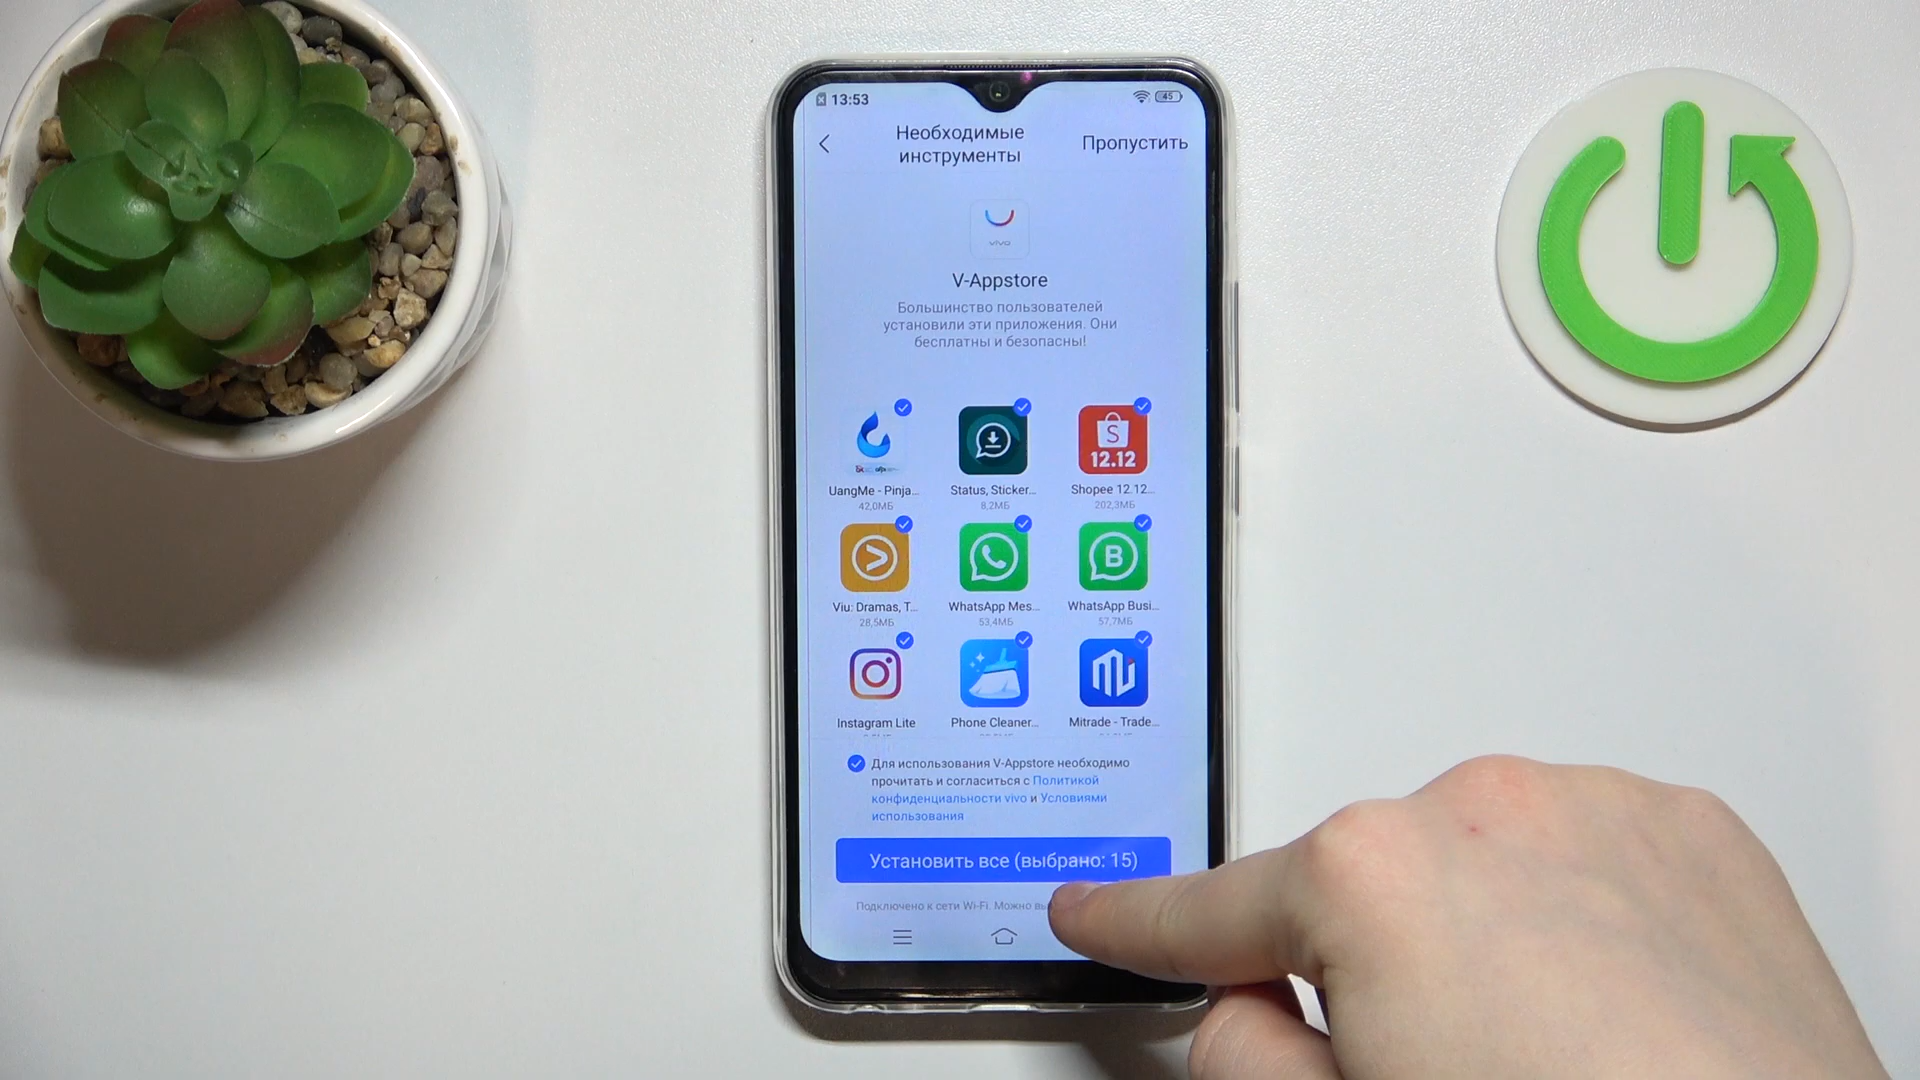 13:53
45
Необходимые
инструменты
Пропустить
vivo
V-Appstore
Большинство пользователей
установили эти приложения. Они
бесплатны и безопасны!
S
12.12
UangMe - Pinja...
Status, Sticker...
Shopee 12.12...
42,0МБ
8,2МБ
202,3МБ
B
Viu: Dramas, T...
WhatsApp Mes...
WhatsApp Busi...
28,5МБ
53,4МБ
57,7МБ
Instagram Lite
Phone Cleaner...
Mitrade - Trade...
Для использования V-Appstore необходимо
прочитать и согласиться с Политикой
конфиденциальности vivo и Условиями
использования
Установить все (выбрано: 15)
Подключено к сети Wi-Fi. Можно